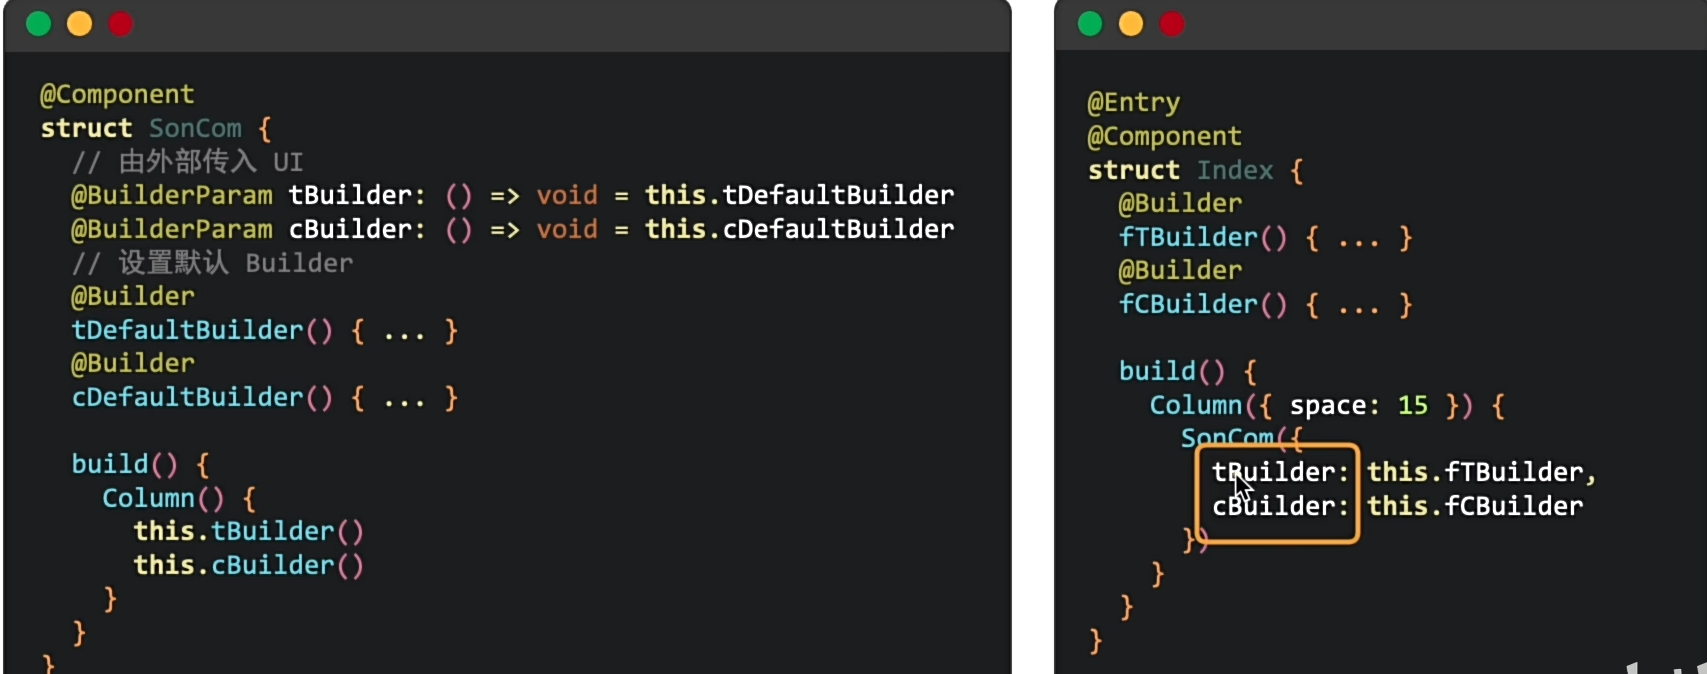 @Component
struct SonCom {
// 由外部传入 UI
@BuilderParam tBuilder: () => void = this.tDefaultBuilder
@BuilderParam cBuilder: () => void = this.cDefaultBuilder
// 设置默认 Builder
@Builder
tDefaultBuilder() { ... }
@Builder
cDefaultBuilder() { ... }
build() {
Column() {
this.tBuilder()
this.cBuilder()
}
}
}
@Entry
@Component
struct Index {
@Builder
fTBuilder() { ... }
@Builder
fCBuilder() { ... }
build() {
Column({ space: 15 }) {
SonCom({
tBuilder: this.fTBuilder,
cBuilder: this.fCBuilder
})
}
}
}